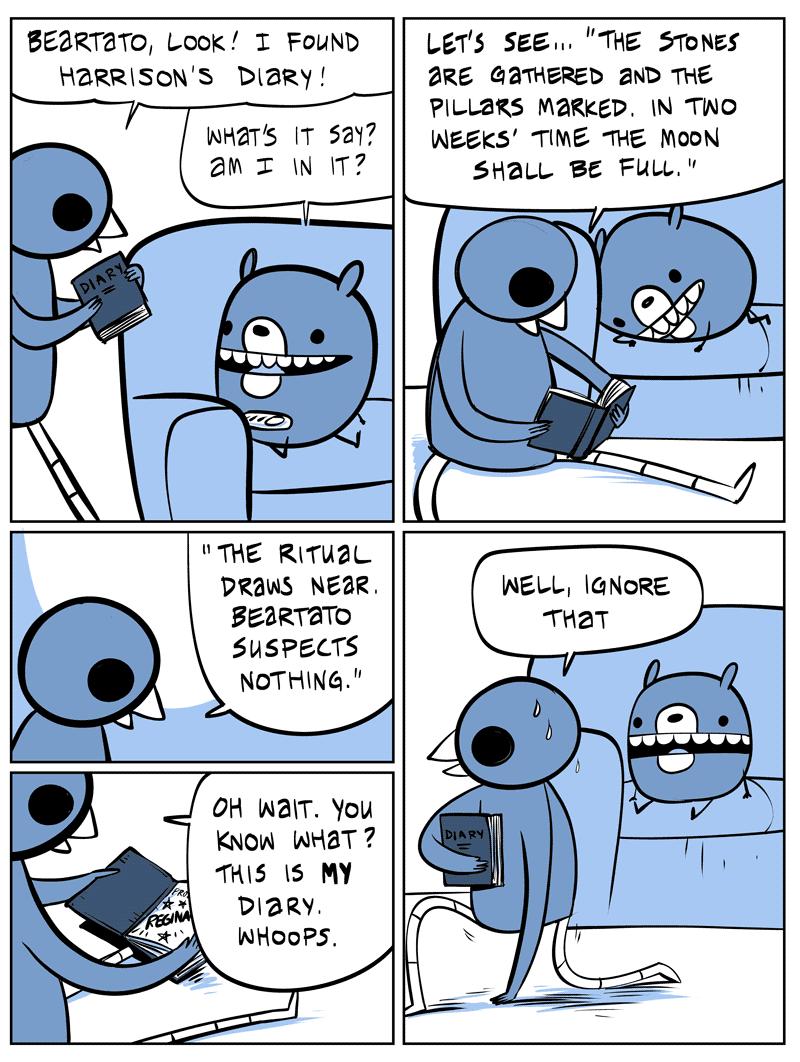 BEARTATO, LOOK! I FOUND
HARRISON'S DIARY!
WHAT'S IT SAY?
AM I IN IT?
DIARY
LET'S SEE... "THE STONES
ARE GATHERED AND THE
PILLARS MARKED. IN TWO
WEEKS' TIME THE MOON
SHALL BE FULL."
"THE RITUAL
DRAWS NEAR.
BEARTATO
SUSPECTS
NOTHING."
OH WAIT. YOU
KNOW WHAT?
THIS IS MY
DIARY.
WHOOPS.
REGINA
WELL, IGNORE
THAT
DIARY